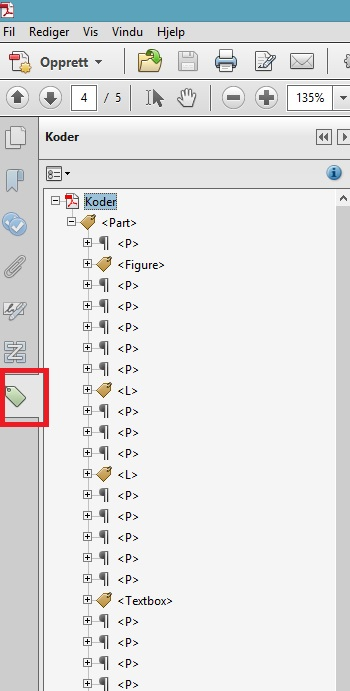 Fil Rediger Vis Vindu Hjelp
Opprett
4 / 5 135%
Koder
Koder
<Part>
<P>
<Figure>
<P>
<P>
<P>
<P>
<P>
<L>
<P>
<P>
<P>
<L>
<P>
<P>
<P>
<P>
<P>
<Textbox>
<P>
<P>
<P>
<P>